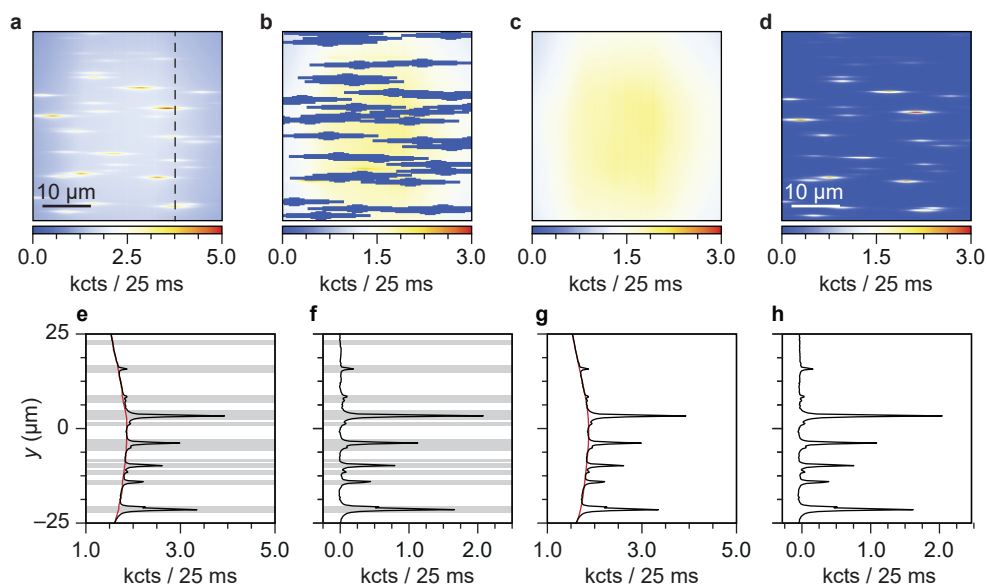 a b c d
10 µm 10 µm
0.0 2.5 5.0 0.0 1.5 3.0 0.0 1.5 3.0 0.0 1.5 3.0
kcts / 25 ms kcts / 25 ms kcts / 25 ms kcts / 25 ms
e f g h
25
0
−25
y (µm)
1.0 3.0 5.0 0.0 1.0 2.0 1.0 3.0 5.0 0.0 1.0 2.0
kcts / 25 ms kcts / 25 ms kcts / 25 ms kcts / 25 ms